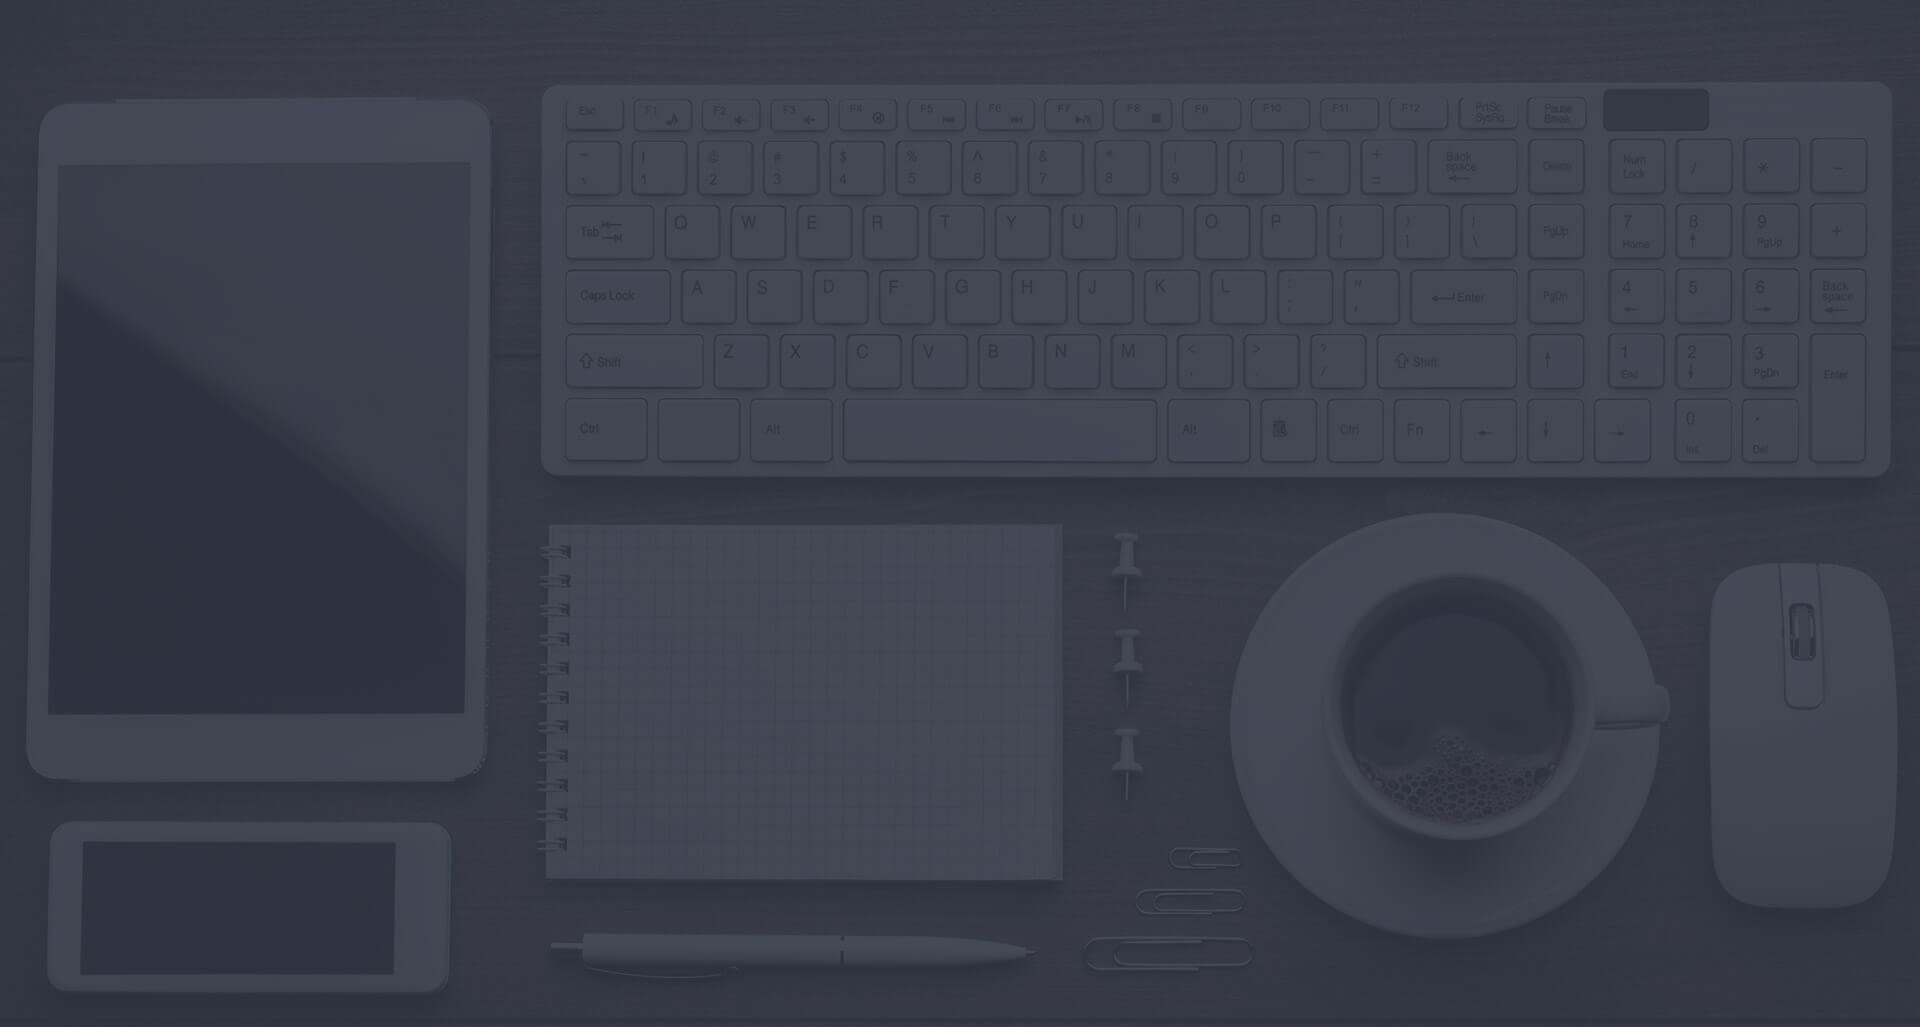 Esc F1 F2 F3 F4 F5 F6 F7 F8 F9 F10 F11 F12 PrtSc SysRq Pause Break
~ ! @ # $ % ^ & * ( ) — + Back space Delete Num Lock / * −
1 2 3 4 5 6 7 8 9 0 − =
Tab Q W E R T Y U I O P { [ } ] | \ PgUp 7 Home 8 9 PgUp +
Caps Lock A S D F G H J K L : ; " , Enter PgDn 4 5 6 Back space
Shift Z X C V B N M < , > . ? / Shift 1 End 2 3 PgDn Enter
Ctrl Alt Alt Ctrl Fn 0 Ins . Del